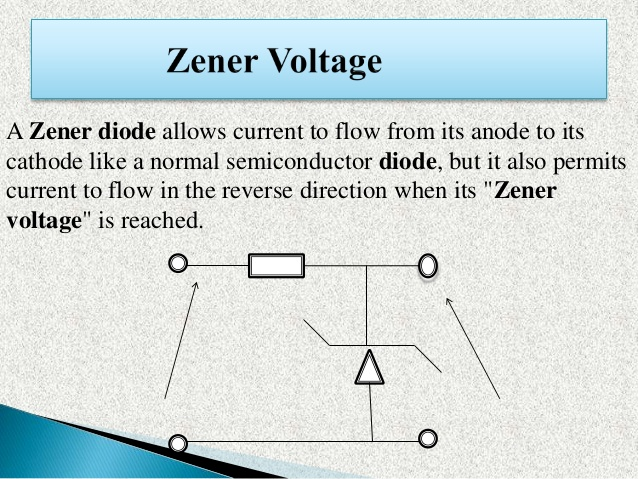 Zener Voltage
A Zener diode allows current to flow from its anode to its
cathode like a normal semiconductor diode, but it also permits
current to flow in the reverse direction when its "Zener
voltage" is reached.